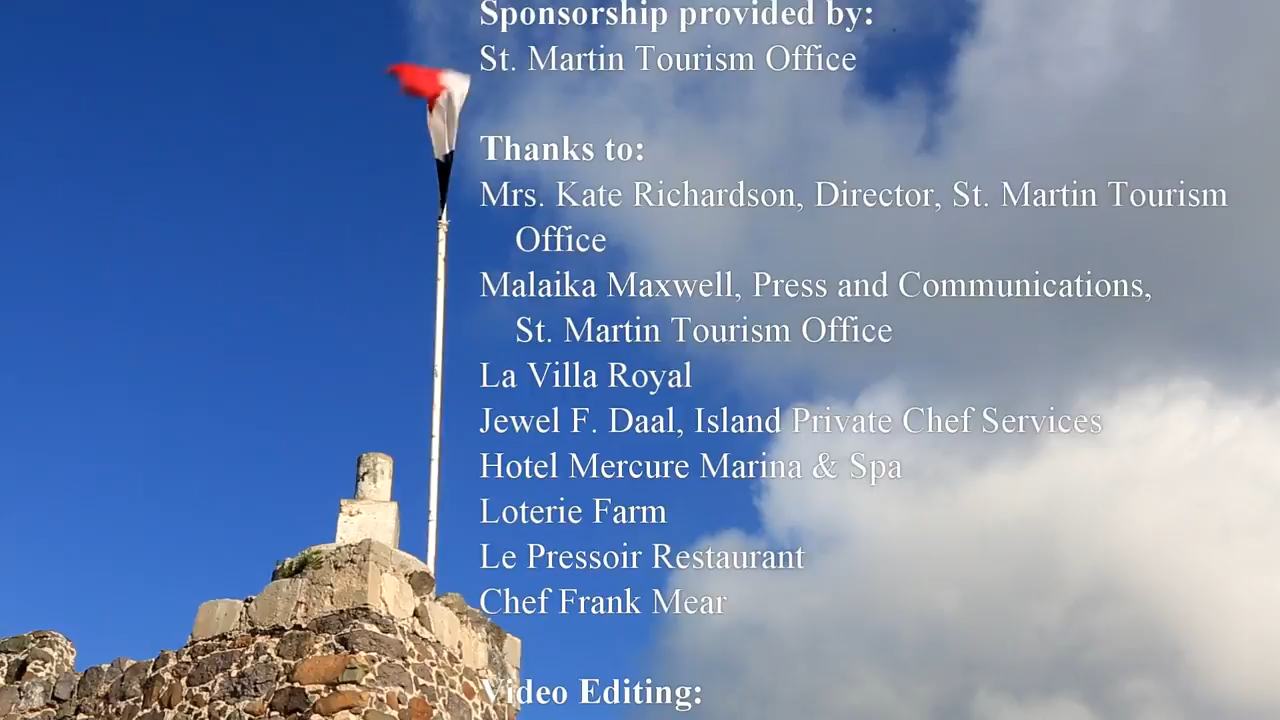 Sponsorship provided by:
St. Martin Tourism Office
Thanks to:
Mrs. Kate Richardson, Director, St. Martin Tourism
Office
Malaika Maxwell, Press and Communications,
St. Martin Tourism Office
La Villa Royal
Jewel F. Daal, Island Private Chef Services
Hotel Mercure Marina & Spa
Loterie Farm
Le Pressoir Restaurant
Chef Frank Mear
Video Editing: